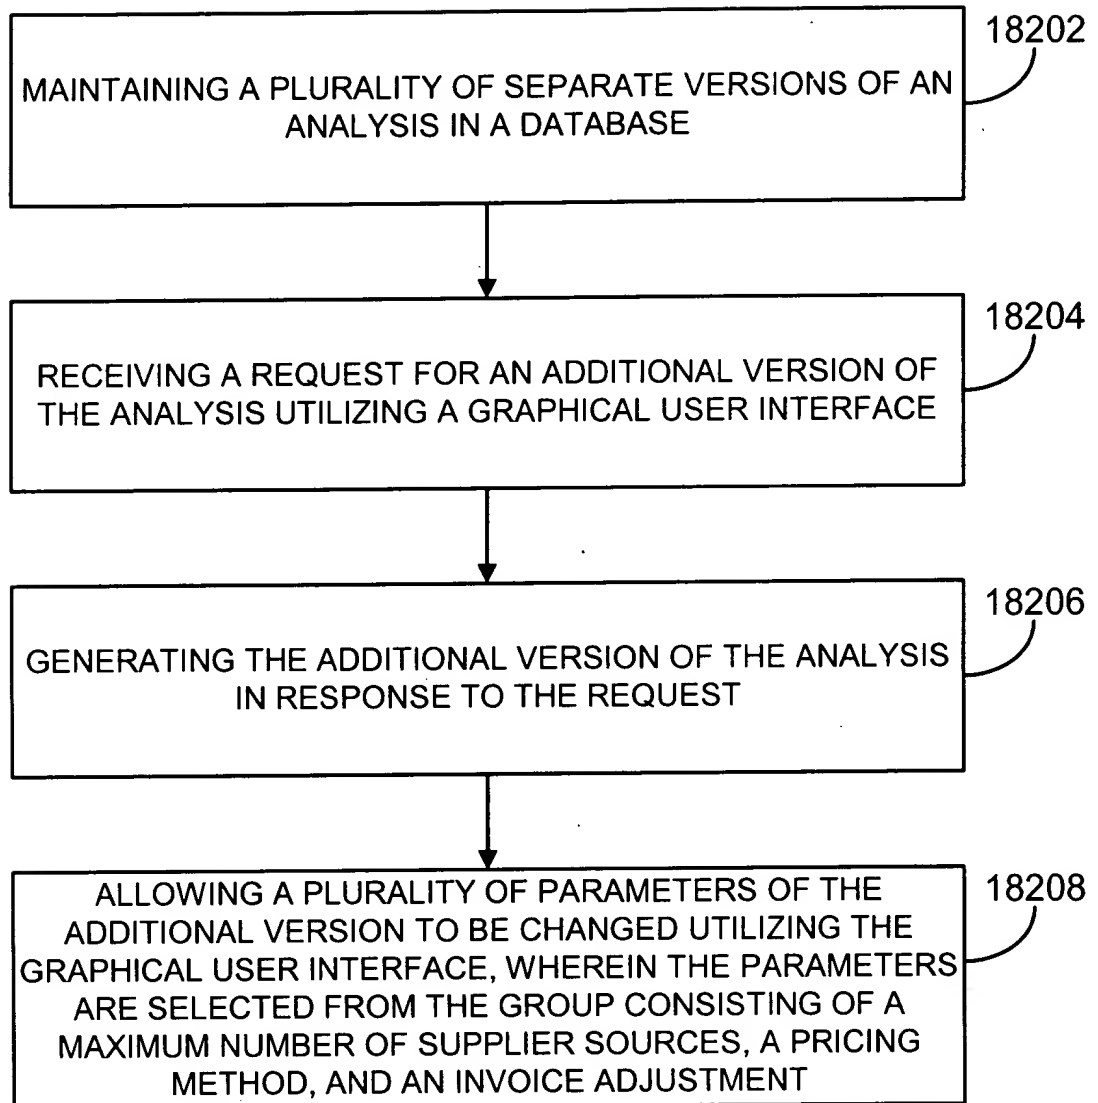 18202
MAINTAINING A PLURALITY OF SEPARATE VERSIONS OF AN
ANALYSIS IN A DATABASE
18204
RECEIVING A REQUEST FOR AN ADDITIONAL VERSION OF
THE ANALYSIS UTILIZING A GRAPHICAL USER INTERFACE
18206
GENERATING THE ADDITIONAL VERSION OF THE ANALYSIS
IN RESPONSE TO THE REQUEST
18208
ALLOWING A PLURALITY OF PARAMETERS OF THE
ADDITIONAL VERSION TO BE CHANGED UTILIZING THE
GRAPHICAL USER INTERFACE, WHEREIN THE PARAMETERS
ARE SELECTED FROM THE GROUP CONSISTING OF A
MAXIMUM NUMBER OF SUPPLIER SOURCES, A PRICING
METHOD, AND AN INVOICE ADJUSTMENT